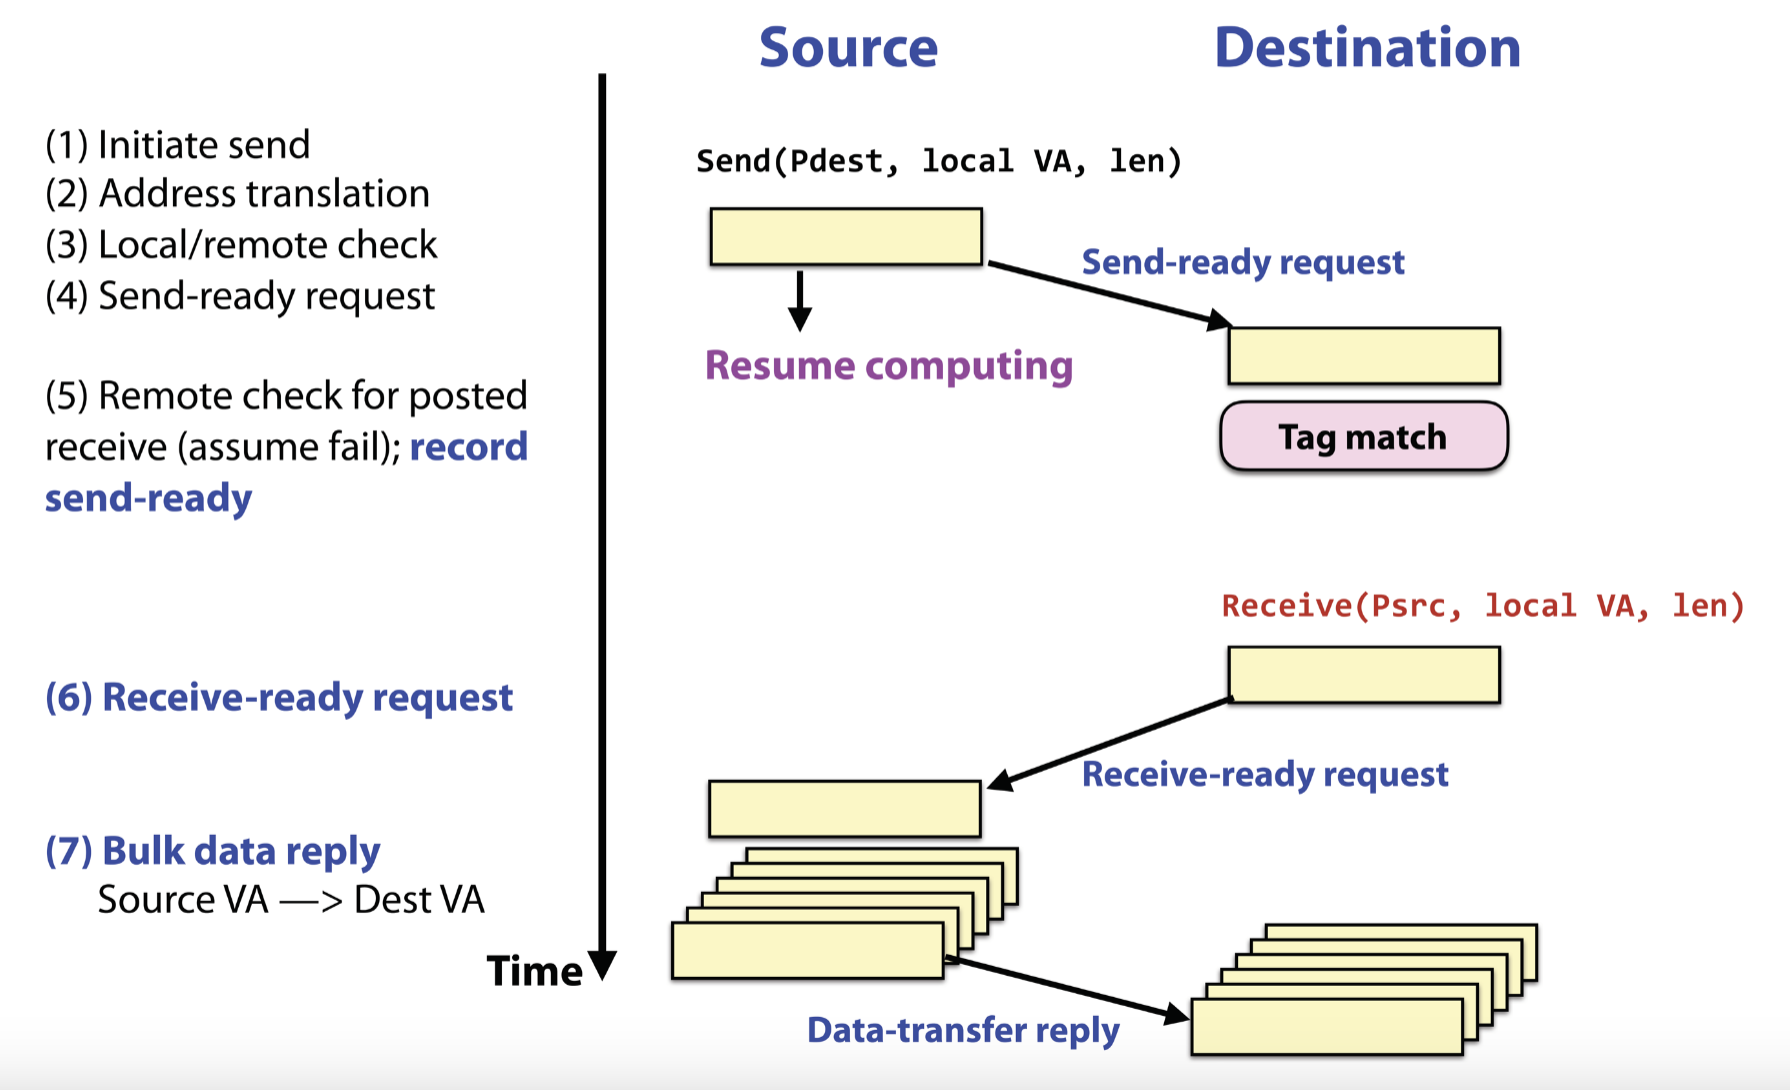 Source
Destination
(1) Initiate send
(2) Address translation
(3) Local/remote check
(4) Send-ready request
(5) Remote check for posted
receive (assume fail); record
send-ready
(6) Receive-ready request
(7) Bulk data reply
Source VA —> Dest VA
Time
Send(Pdest, local VA, len)
Send-ready request
Resume computing
Tag match
Receive(Psrc, local VA, len)
Receive-ready request
Data-transfer reply